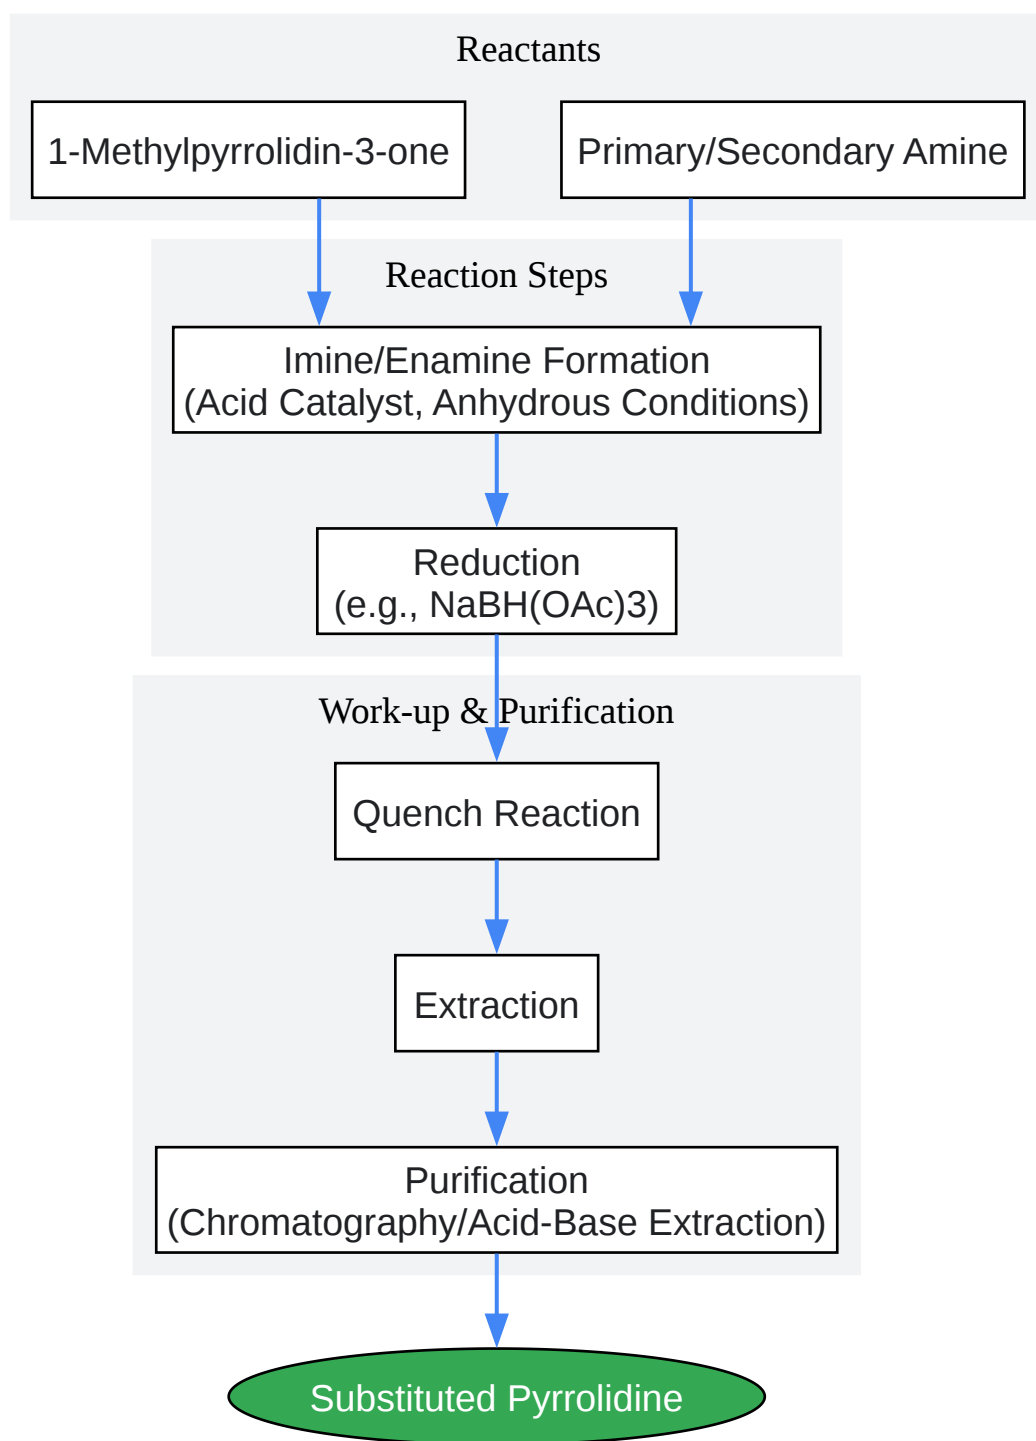 Reactants
1-Methylpyrrolidin-3-one
Primary/Secondary Amine
Reaction Steps
Imine/Enamine Formation
(Acid Catalyst, Anhydrous Conditions)
Reduction
(e.g., NaBH(OAc)3)
Work-up & Purification
Quench Reaction
Extraction
Purification
(Chromatography/Acid-Base Extraction)
Substituted Pyrrolidine